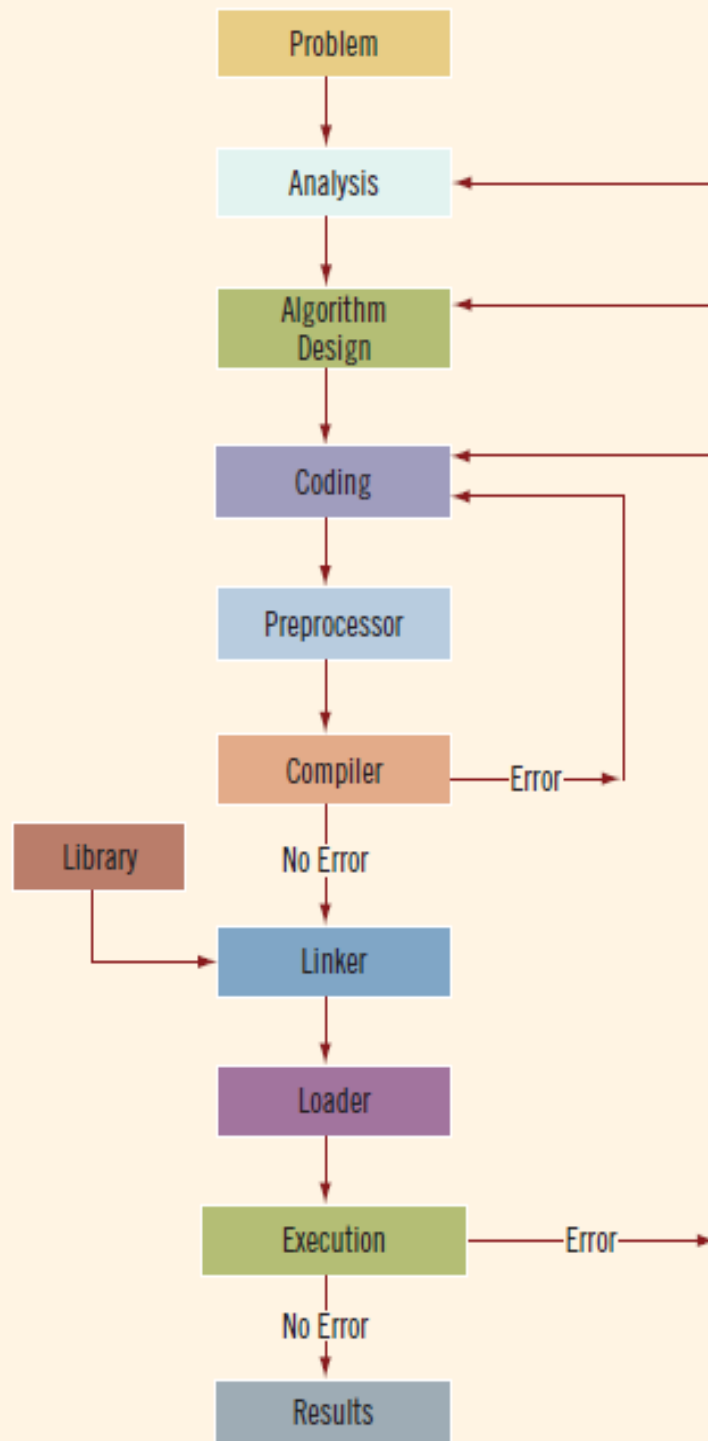 Problem
Analysis
Algorithm
Design
Coding
Preprocessor
Compiler
Error
Library
No Error
Linker
Loader
Execution
Error
No Error
Results